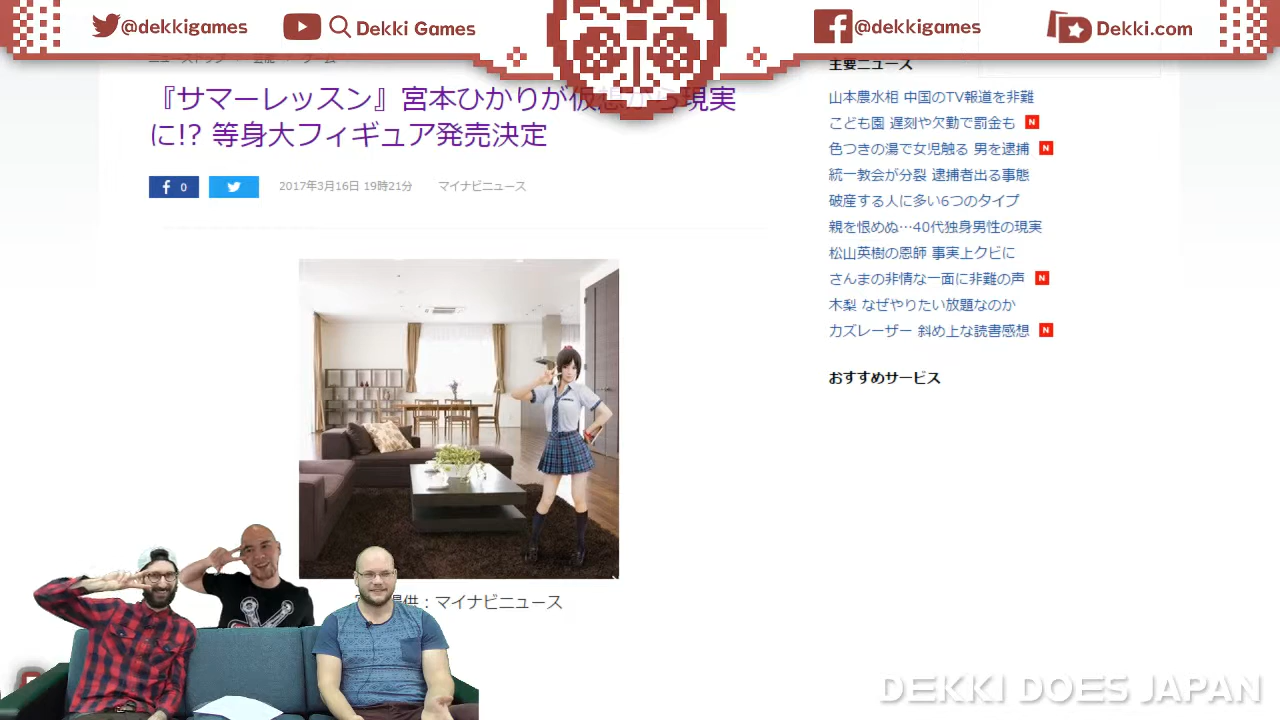 @dekkigames
Dekki Games
@dekkigames
Dekki.com
主要ニュース
『サマーレッスン』宮本ひかりが仮想から現実
に!? 等身大フィギュア発売決定
0
2017年3月16日 19時21分
マイナビニュース
山本農水相 中国のTV報道を非難
こども園 遅刻や欠勤で罰金も N
色つきの湯で女児触る 男を逮捕 N
統一教会が分裂 逮捕者出る事態
破産する人に多い6つのタイプ
親を恨めぬ…40代独身男性の現実
松山英樹の恩師 事実上クビに
さんまの非情な一面に非難の声 N
木梨 なぜやりたい放題なのか
カズレーザー 斜め上な読書感想 N
おすすめサービス
提供：マイナビニュース
DEKKI DOES JAPAN